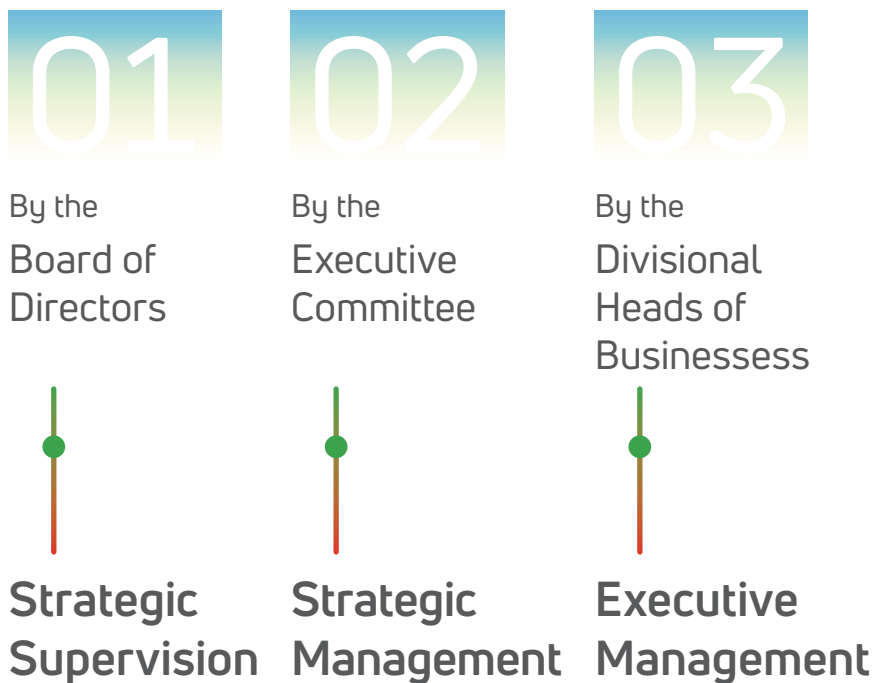 01
By the
Board of
Directors
Strategic
Supervision
02
By the
Executive
Committee
Strategic
Management
03
By the
Divisional
Heads of
Businessess
Executive
Management